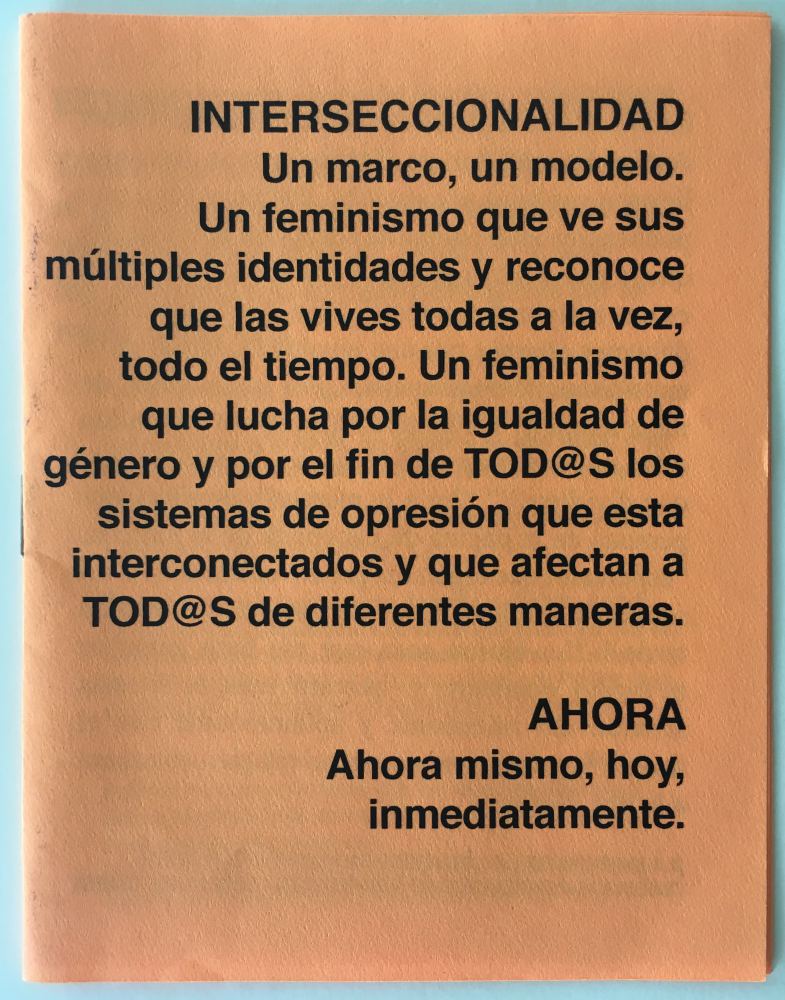 INTERSECCIONALIDAD
Un marco, un modelo.
Un feminismo que ve sus
múltiples identidades y reconoce
que las vives todas a la vez,
todo el tiempo. Un feminismo
que lucha por la igualdad de
género y por el fin de TOD@S los
sistemas de opresión que esta
interconectados y que afectan a
TOD@S de diferentes maneras.
AHORA
Ahora mismo, hoy,
inmediatamente.